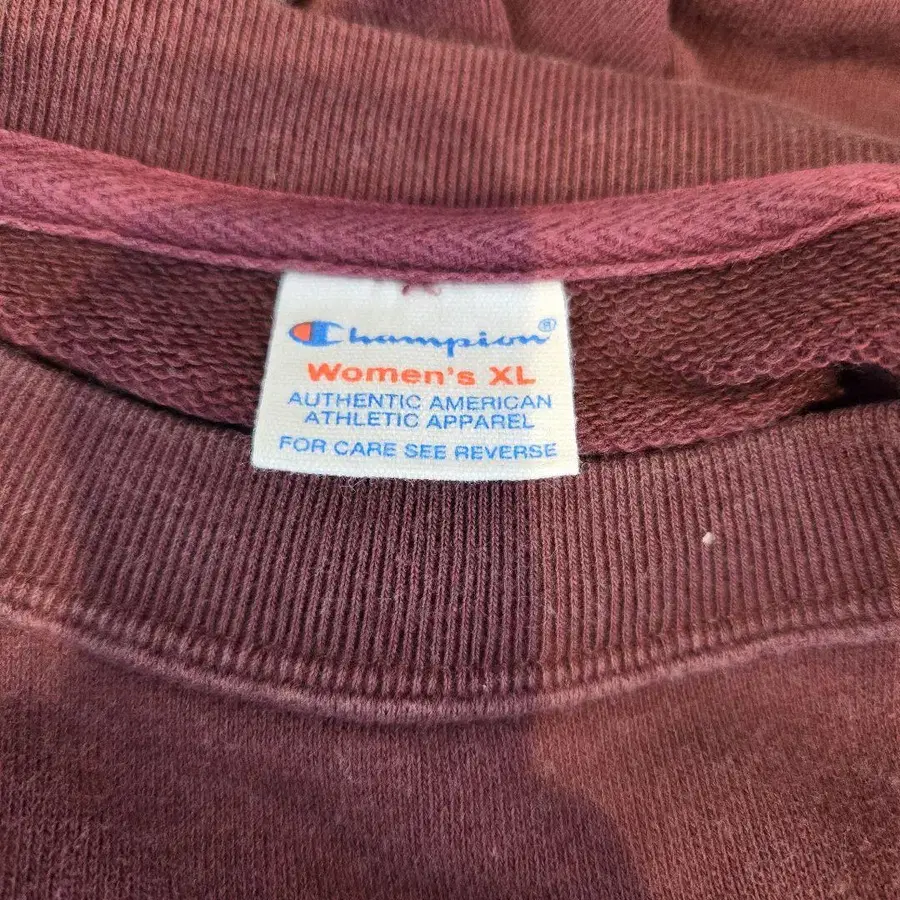 Champion®
Women's XL
AUTHENTIC AMERICAN
ATHLETIC APPAREL
FOR CARE SEE REVERSE